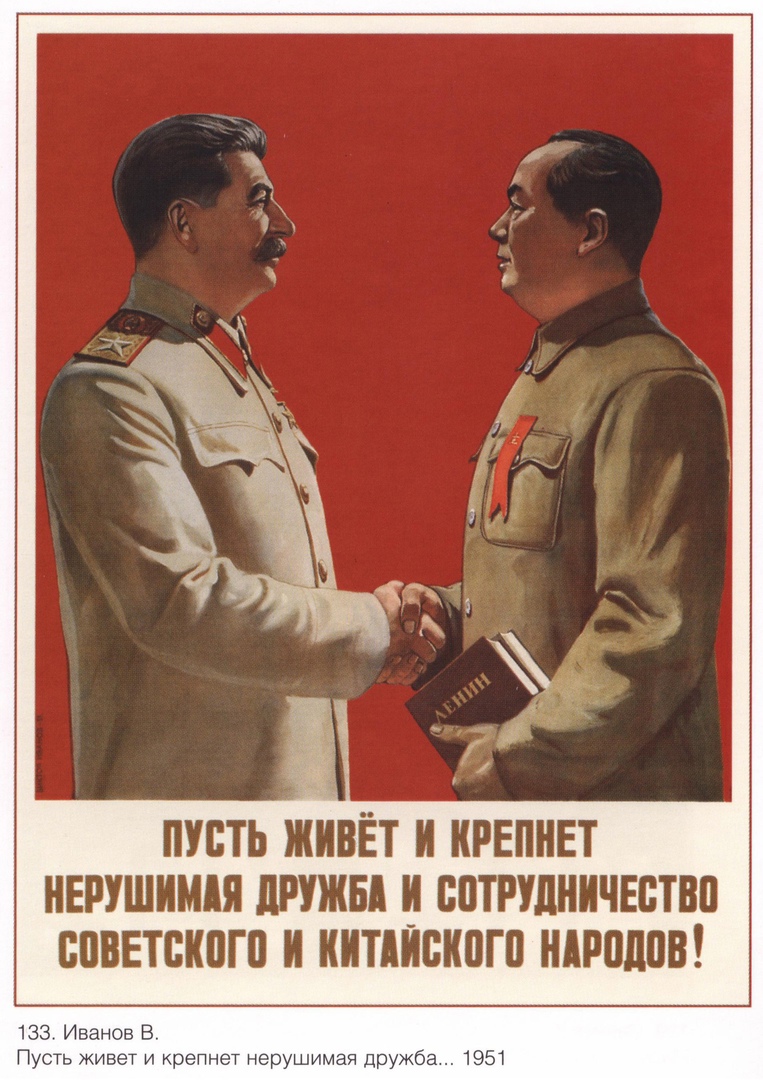 ЛЕНИН
ПУСТЬ ЖИВЁТ И КРЕПНЕТ
НЕРУШИМАЯ ДРУЖБА И СОТРУДНИЧЕСТВО
СОВЕТСКОГО И КИТАЙСКОГО НАРОДОВ!
133. Иванов В.
Пусть живет и крепнет нерушимая дружба... 1951